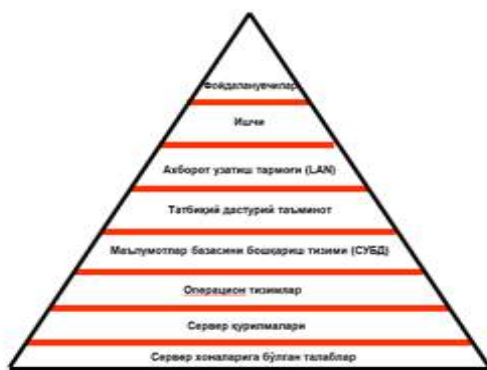 Фойдаланувчилар
Ишчи
Ахборот узатиш тармоғи (LAN)
Татбиқий дастурий таъминот
Маълумотлар базасини бошқариш тизими (СУБД)
Операцион тизимлар
Сервер қурилмалари
Сервер хоналарига бўлган талаблар